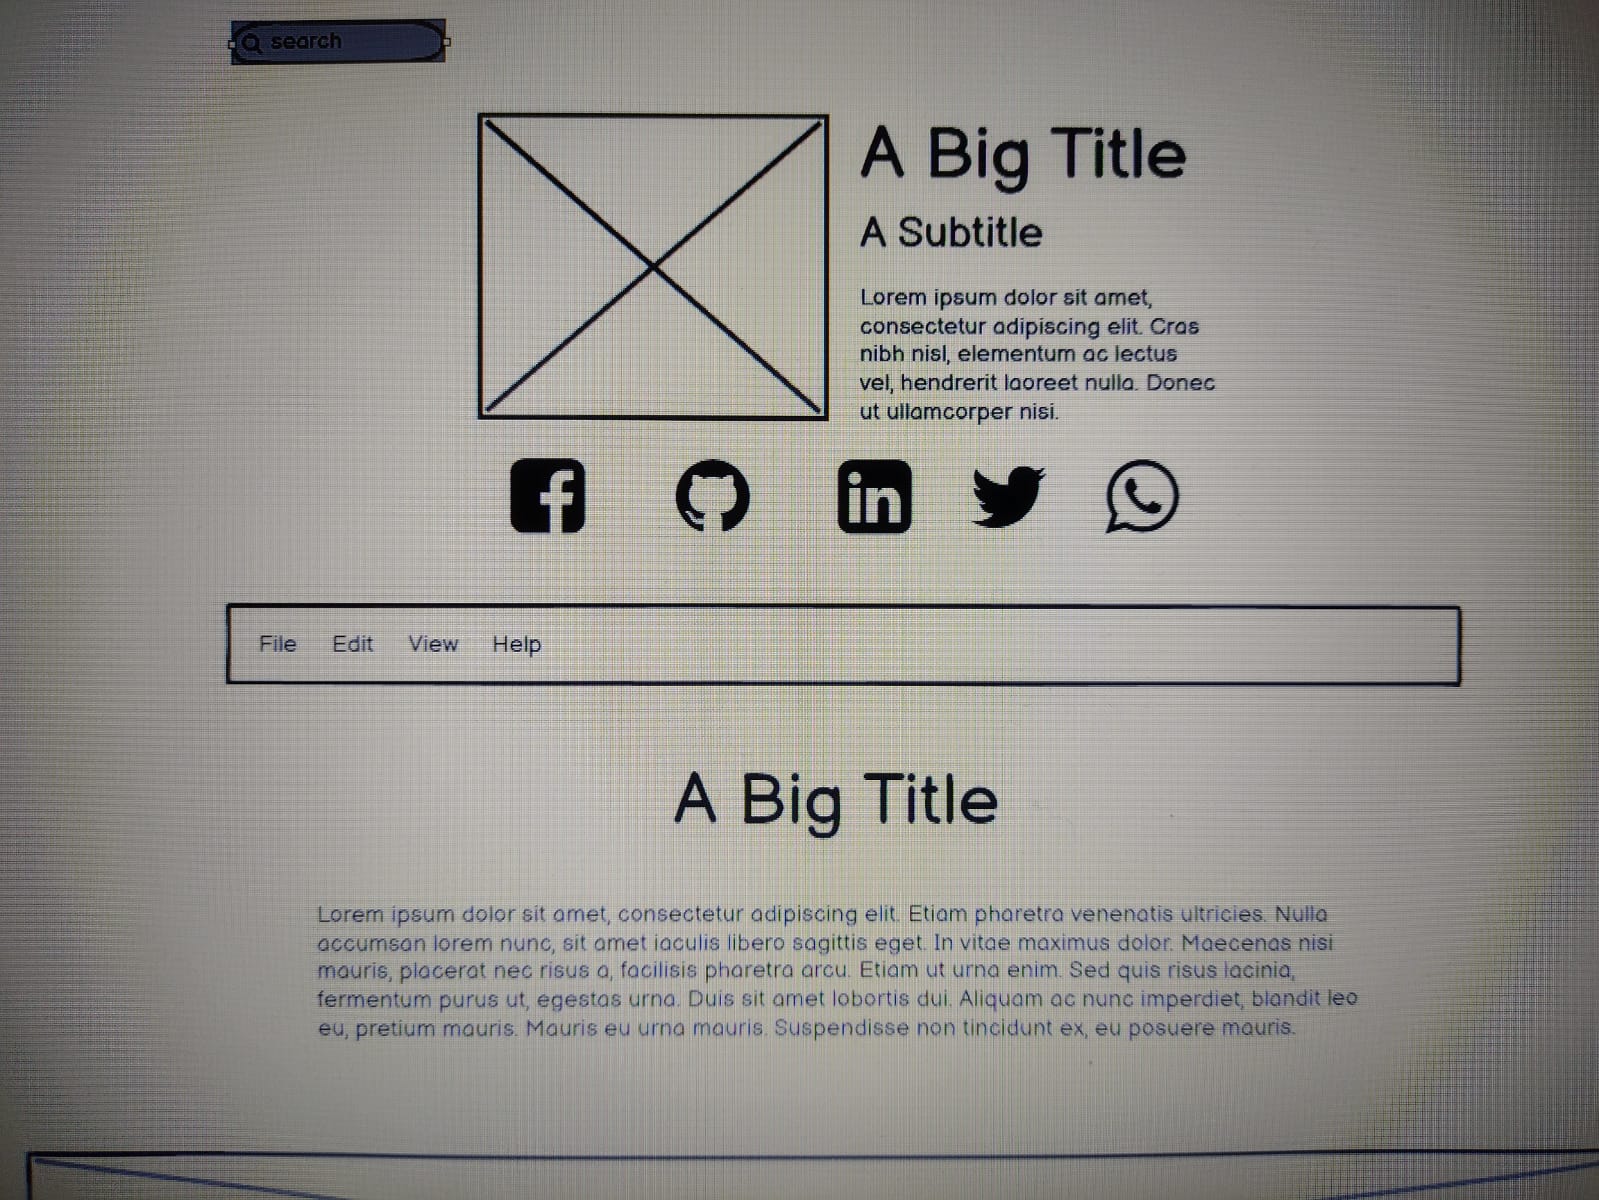 search
A Big Title
A Subtitle
Lorem ipsum dolor sit amet,
consectetur adipiscing elit. Cras
nibh nisl, elementum ac lectus
vel, hendrerit laoreet nulla. Donec
ut ullamcorper nisi.
File Edit View Help
A Big Title
Lorem ipsum dolor sit amet, consectetur adipiscing elit. Etiam pharetra venenatis ultricies. Nulla
accumsan lorem nunc, sit amet iaculis libero sagittis eget. In vitae maximus dolor. Maecenas nisi
mauris, placerat nec risus a, facilisis pharetra arcu. Etiam ut urna enim. Sed quis risus lacinia,
fermentum purus ut, egestas urna. Duis sit amet lobortis dui. Aliquam ac nunc imperdiet, blandit leo
eu, pretium mauris. Mauris eu urna mauris. Suspendisse non tincidunt ex, eu posuere mauris.